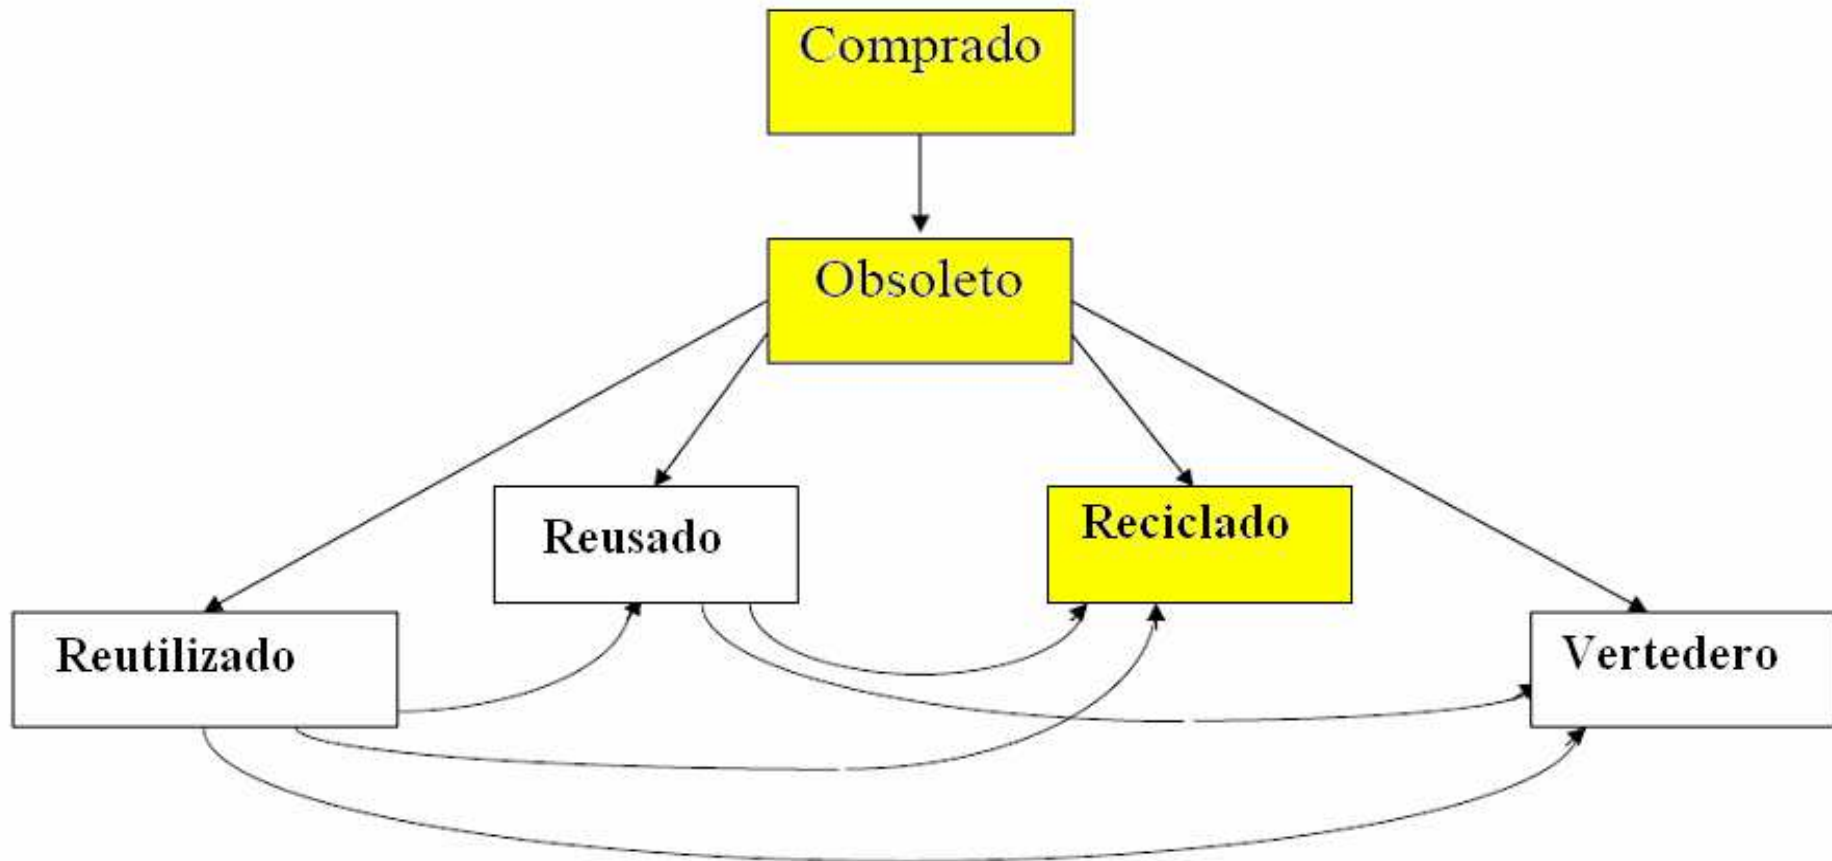 Comprado
Obsoleto
Reusado
Reciclado
Reutilizado
Vertedero